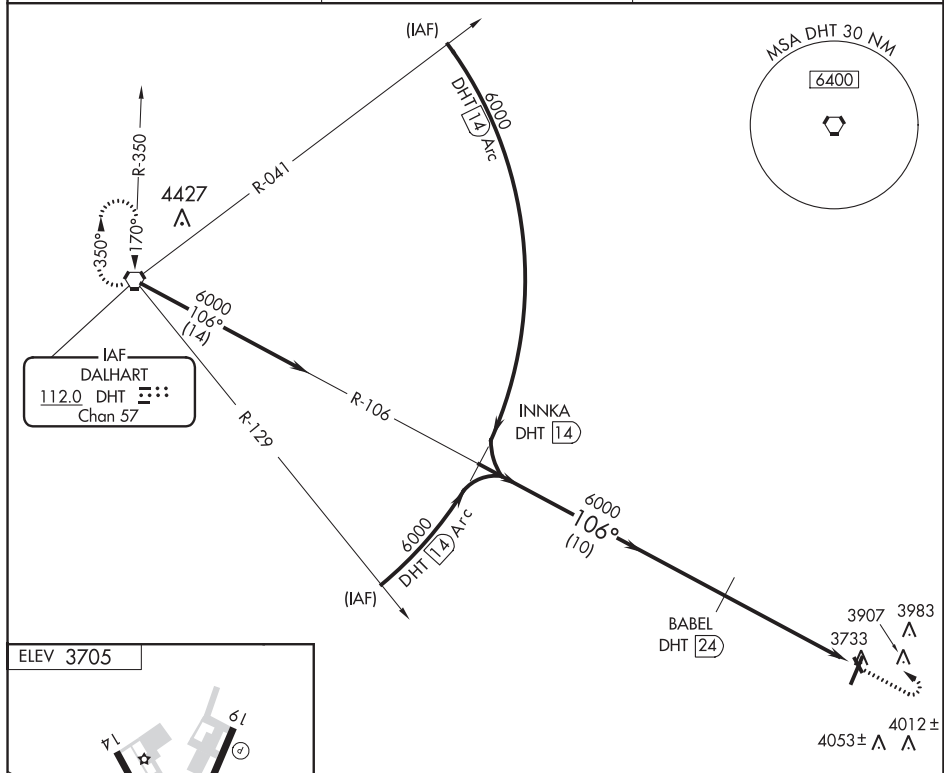 (IAF)
MSA DHT 30 NM
6400
6000
DHT 14 Arc
R-350
R-041
4427
350°
170°
6000
106°
(14)
IAF
DALHART
112.0 DHT
Chan 57
R-106
R-129
INNKA
DHT 14
6000
DHT 14 Arc
6000
106°
(10)
(IAF)
BABEL
DHT 24
3983
3907
3733
4012±
4053±
ELEV 3705
14
19
P